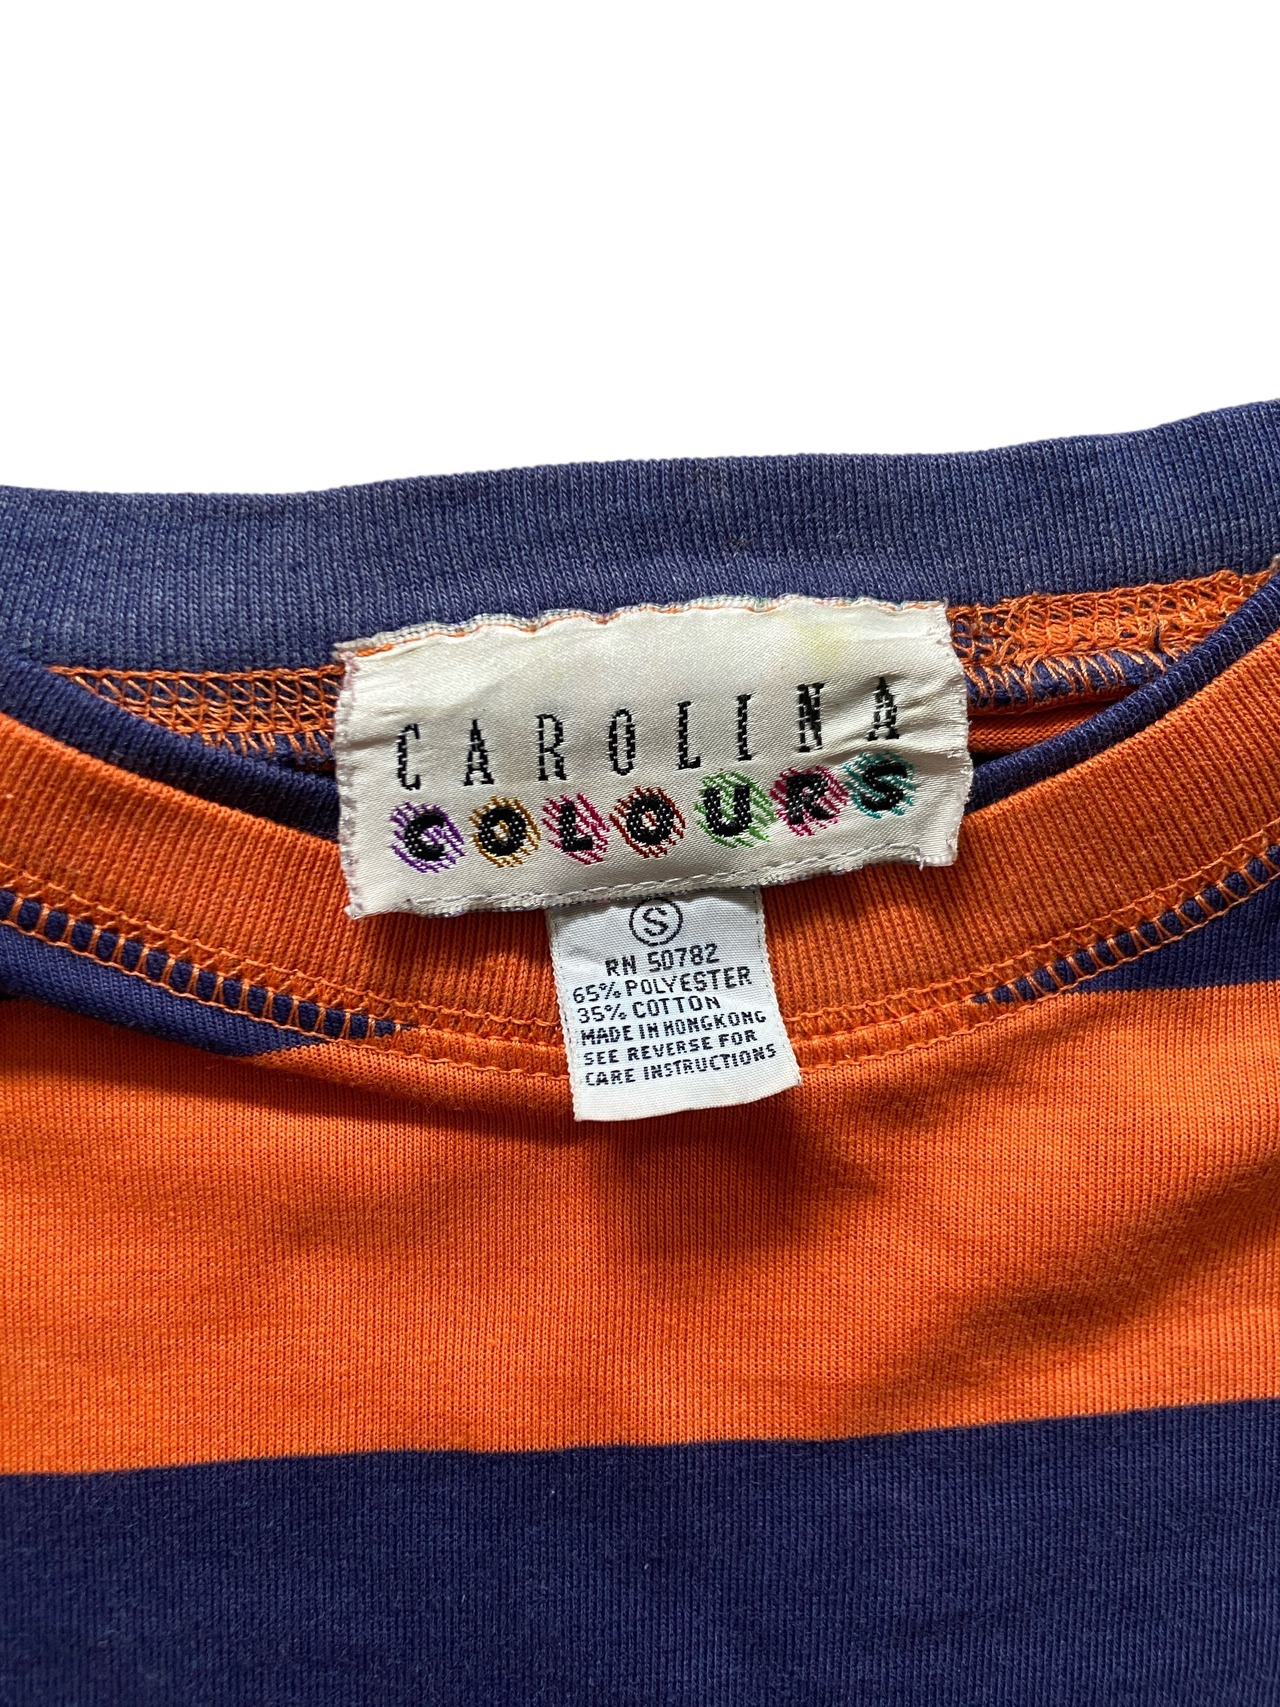 CAROLINA
COLOURS
S
RN 50782
65% POLYESTER
35% COTTON
MADE IN HONGKONG
SEE REVERSE FOR
CARE INSTRUCTIONS